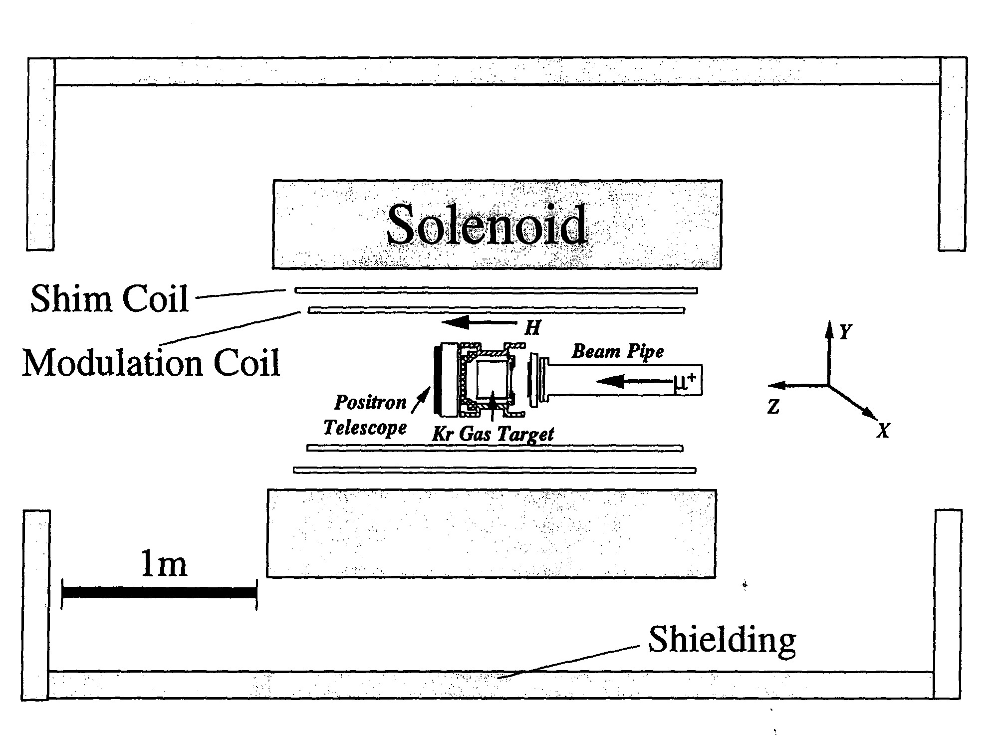 Solenoid
Shim Coil
H
Y
Modulation Coil
Beam Pipe
μ+
Positron
Telescope
Z
X
Kr Gas Target
1m
Shielding